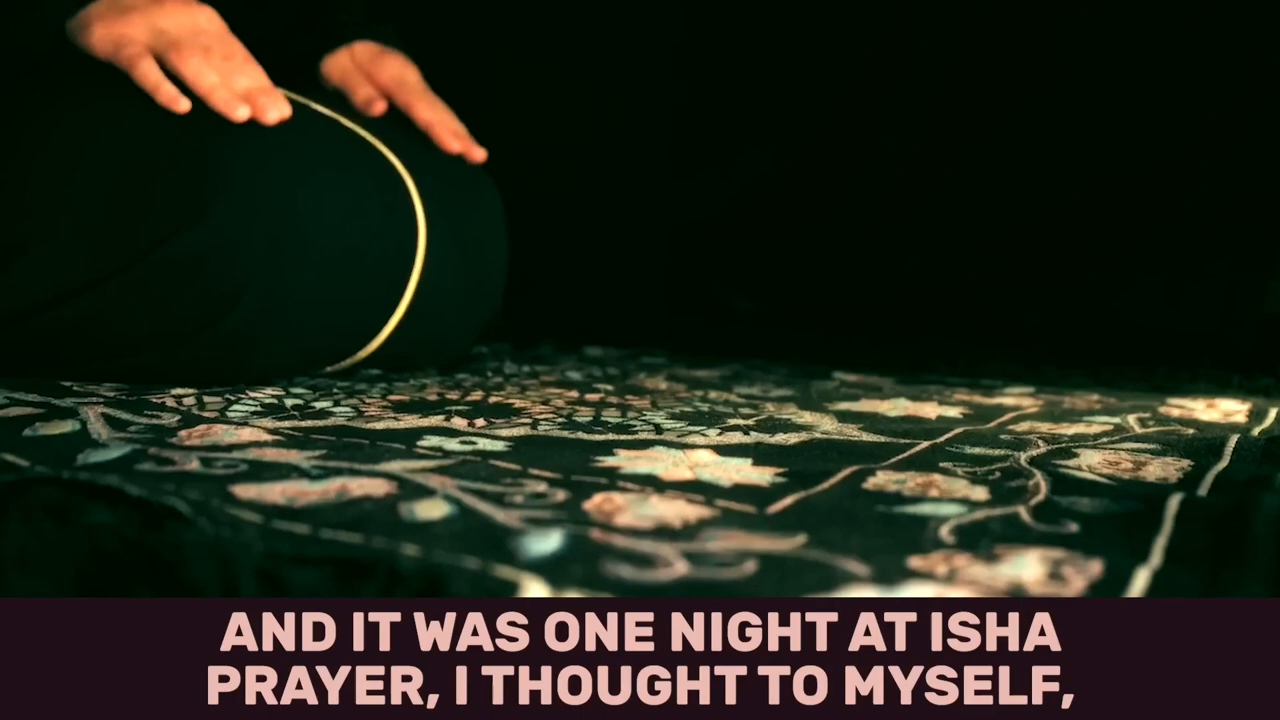 AND IT WAS ONE NIGHT AT ISHA
PRAYER, I THOUGHT TO MYSELF,